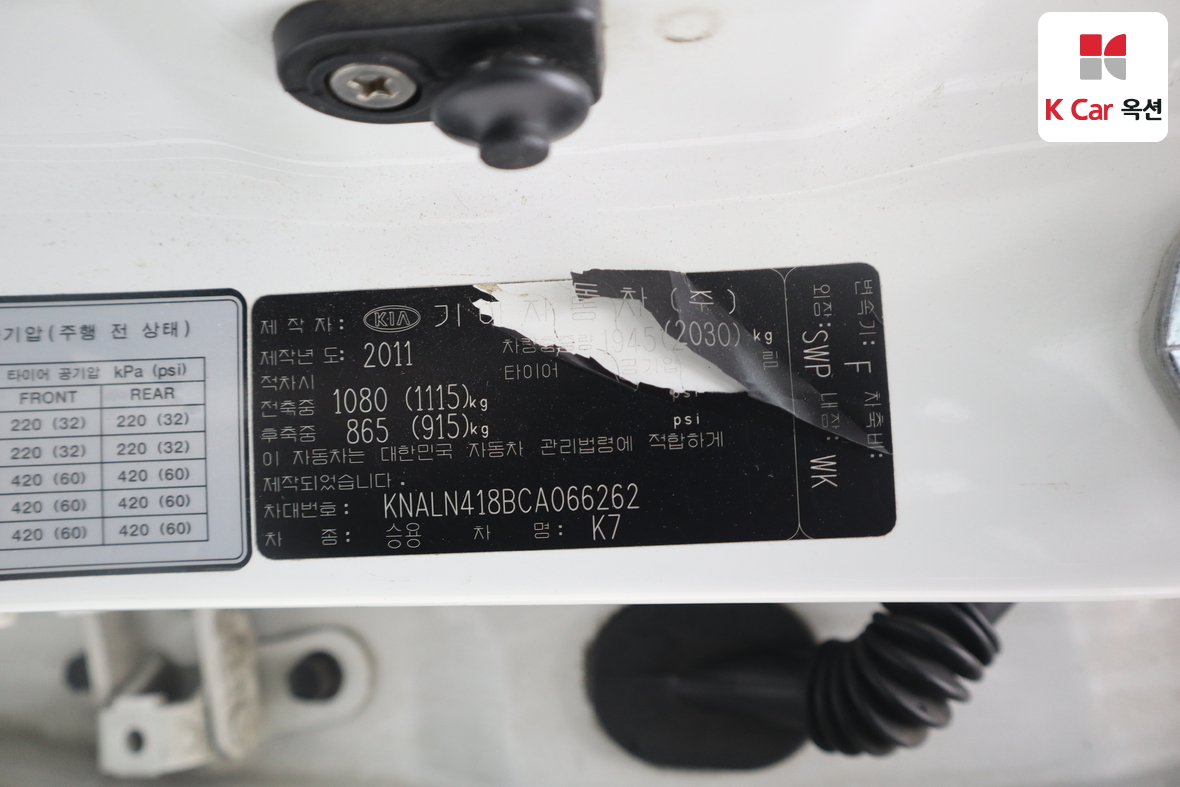 K Car 옥션
기압(주행 전 상태)
타이어 공기압 kPa (psi)
FRONT REAR
220 (32) 220 (32)
220 (32) 220 (32)
420 (60) 420 (60)
420 (60) 420 (60)
420 (60) 420 (60)
제 작 자: KIA 기아자동차(주)
제작년 도: 2011 차량총중량 1945(2030) kg
적차시 타이어 공기압
전축중 1080 (1115)kg psi
후축중 865 (915)kg psi
이 자동차는 대한민국 자동차 관리법령에 적합하게
제작되었습니다.
차대번호: KNALN418BCA066262
차 종: 승용 차 명: K7
변속기: F 차축비:
외장:SWP 내장: WK